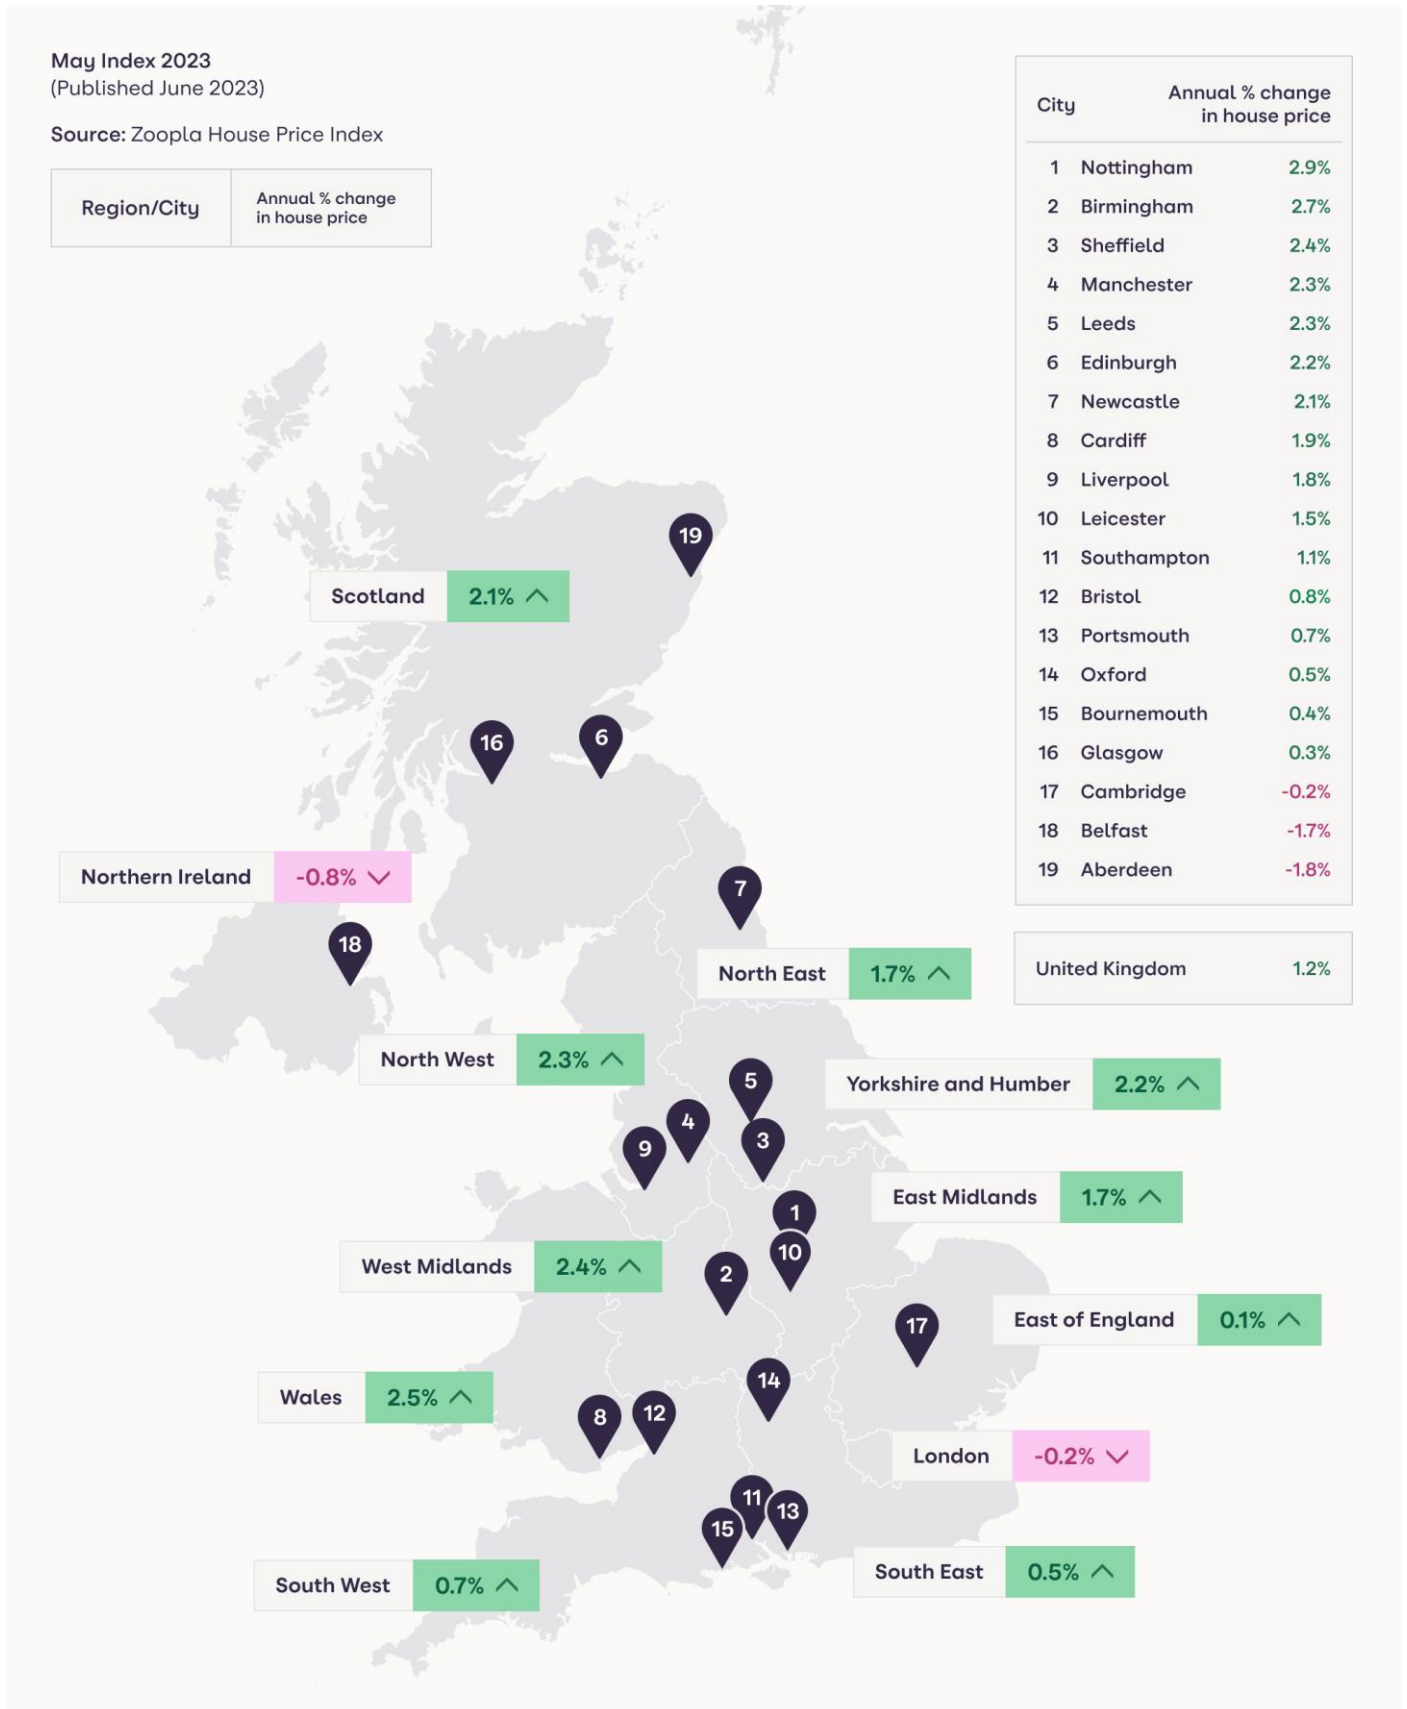 May Index 2023
(Published June 2023)
Source: Zoopla House Price Index
Region/City
Annual % change
in house price
City
Annual % change
in house price
1 Nottingham 2.9%
2 Birmingham 2.7%
3 Sheffield 2.4%
4 Manchester 2.3%
5 Leeds 2.3%
6 Edinburgh 2.2%
7 Newcastle 2.1%
8 Cardiff 1.9%
9 Liverpool 1.8%
10 Leicester 1.5%
11 Southampton 1.1%
12 Bristol 0.8%
13 Portsmouth 0.7%
14 Oxford 0.5%
15 Bournemouth 0.4%
16 Glasgow 0.3%
17 Cambridge -0.2%
18 Belfast -1.7%
19 Aberdeen -1.8%
United Kingdom 1.2%
19
Scotland 2.1%
16
6
Northern Ireland -0.8%
7
18
North East 1.7%
North West 2.3%
5
Yorkshire and Humber 2.2%
4
9
3
East Midlands 1.7%
1
10
West Midlands 2.4%
2
17
East of England 0.1%
14
Wales 2.5%
8
12
London -0.2%
11
13
15
South East 0.5%
South West 0.7%